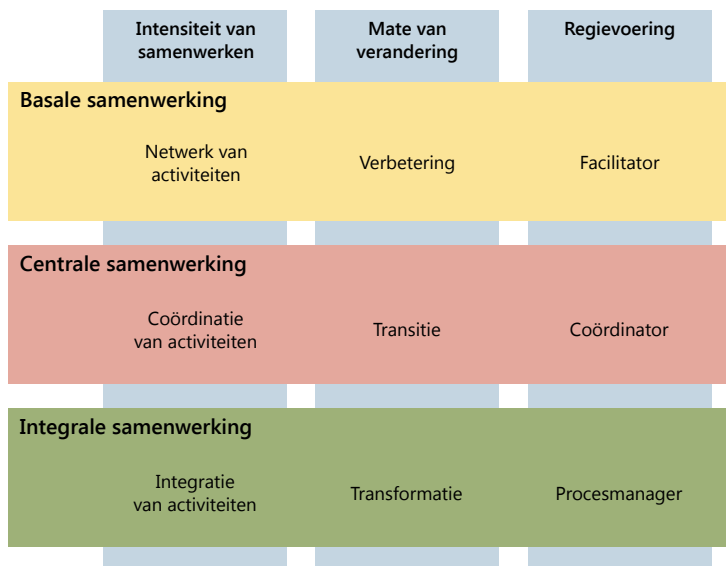 Intensiteit van
samenwerken
Mate van
verandering
Regievoering
Basale samenwerking
Netwerk van
activiteiten
Verbetering
Facilitator
Centrale samenwerking
Coördinatie
van activiteiten
Transitie
Coördinator
Integrale samenwerking
Integratie
van activiteiten
Transformatie
Procesmanager